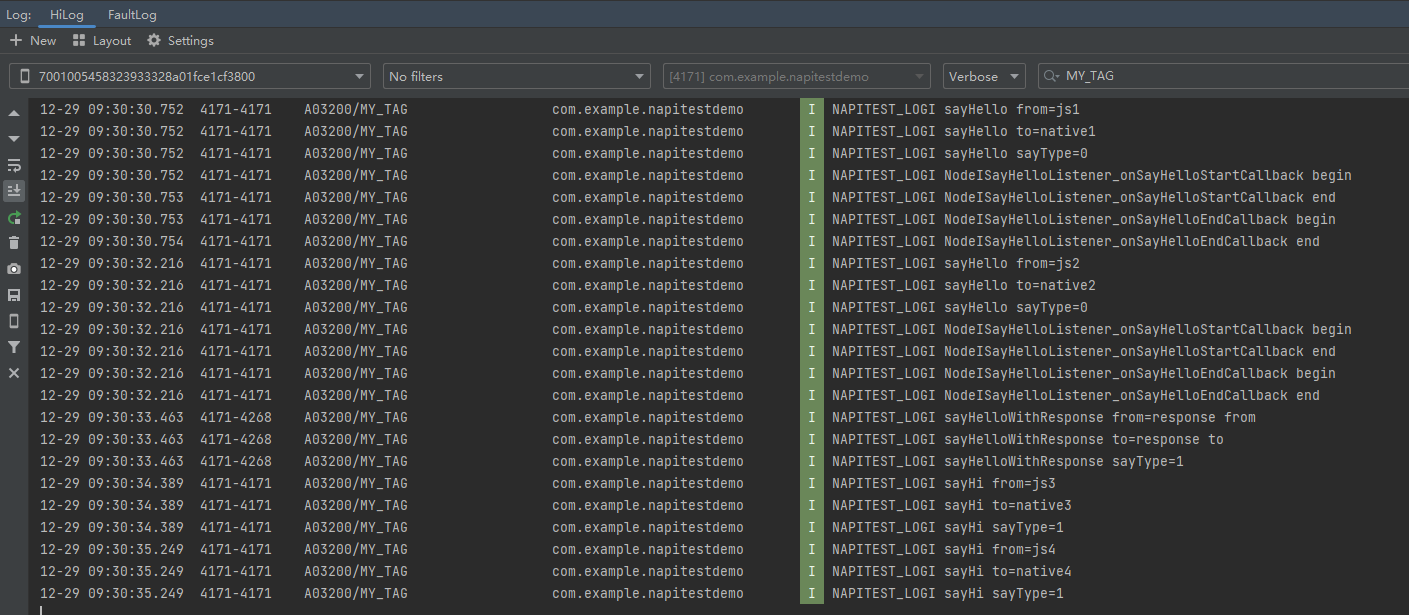 Log: HiLog FaultLog
New Layout Settings
7001005458323933328a01fce1cf3800 No filters [4171] com.example.napitestdemo Verbose MY_TAG
12-29 09:30:30.752 4171-4171 A03200/MY_TAG com.example.napitestdemo I NAPITEST_LOGI sayHello from=js1
12-29 09:30:30.752 4171-4171 A03200/MY_TAG com.example.napitestdemo I NAPITEST_LOGI sayHello to=native1
12-29 09:30:30.752 4171-4171 A03200/MY_TAG com.example.napitestdemo I NAPITEST_LOGI sayHello sayType=0
12-29 09:30:30.752 4171-4171 A03200/MY_TAG com.example.napitestdemo I NAPITEST_LOGI NodeISayHelloListener_onSayHelloStartCallback begin
12-29 09:30:30.753 4171-4171 A03200/MY_TAG com.example.napitestdemo I NAPITEST_LOGI NodeISayHelloListener_onSayHelloStartCallback end
12-29 09:30:30.753 4171-4171 A03200/MY_TAG com.example.napitestdemo I NAPITEST_LOGI NodeISayHelloListener_onSayHelloEndCallback begin
12-29 09:30:30.754 4171-4171 A03200/MY_TAG com.example.napitestdemo I NAPITEST_LOGI NodeISayHelloListener_onSayHelloEndCallback end
12-29 09:30:32.216 4171-4171 A03200/MY_TAG com.example.napitestdemo I NAPITEST_LOGI sayHello from=js2
12-29 09:30:32.216 4171-4171 A03200/MY_TAG com.example.napitestdemo I NAPITEST_LOGI sayHello to=native2
12-29 09:30:32.216 4171-4171 A03200/MY_TAG com.example.napitestdemo I NAPITEST_LOGI sayHello sayType=0
12-29 09:30:32.216 4171-4171 A03200/MY_TAG com.example.napitestdemo I NAPITEST_LOGI NodeISayHelloListener_onSayHelloStartCallback begin
12-29 09:30:32.216 4171-4171 A03200/MY_TAG com.example.napitestdemo I NAPITEST_LOGI NodeISayHelloListener_onSayHelloStartCallback end
12-29 09:30:32.216 4171-4171 A03200/MY_TAG com.example.napitestdemo I NAPITEST_LOGI NodeISayHelloListener_onSayHelloEndCallback begin
12-29 09:30:32.216 4171-4171 A03200/MY_TAG com.example.napitestdemo I NAPITEST_LOGI NodeISayHelloListener_onSayHelloEndCallback end
12-29 09:30:33.463 4171-4268 A03200/MY_TAG com.example.napitestdemo I NAPITEST_LOGI sayHelloWithResponse from=response from
12-29 09:30:33.463 4171-4268 A03200/MY_TAG com.example.napitestdemo I NAPITEST_LOGI sayHelloWithResponse to=response to
12-29 09:30:33.463 4171-4268 A03200/MY_TAG com.example.napitestdemo I NAPITEST_LOGI sayHelloWithResponse sayType=1
12-29 09:30:34.389 4171-4171 A03200/MY_TAG com.example.napitestdemo I NAPITEST_LOGI sayHi from=js3
12-29 09:30:34.389 4171-4171 A03200/MY_TAG com.example.napitestdemo I NAPITEST_LOGI sayHi to=native3
12-29 09:30:34.389 4171-4171 A03200/MY_TAG com.example.napitestdemo I NAPITEST_LOGI sayHi sayType=1
12-29 09:30:35.249 4171-4171 A03200/MY_TAG com.example.napitestdemo I NAPITEST_LOGI sayHi from=js4
12-29 09:30:35.249 4171-4171 A03200/MY_TAG com.example.napitestdemo I NAPITEST_LOGI sayHi to=native4
12-29 09:30:35.249 4171-4171 A03200/MY_TAG com.example.napitestdemo I NAPITEST_LOGI sayHi sayType=1